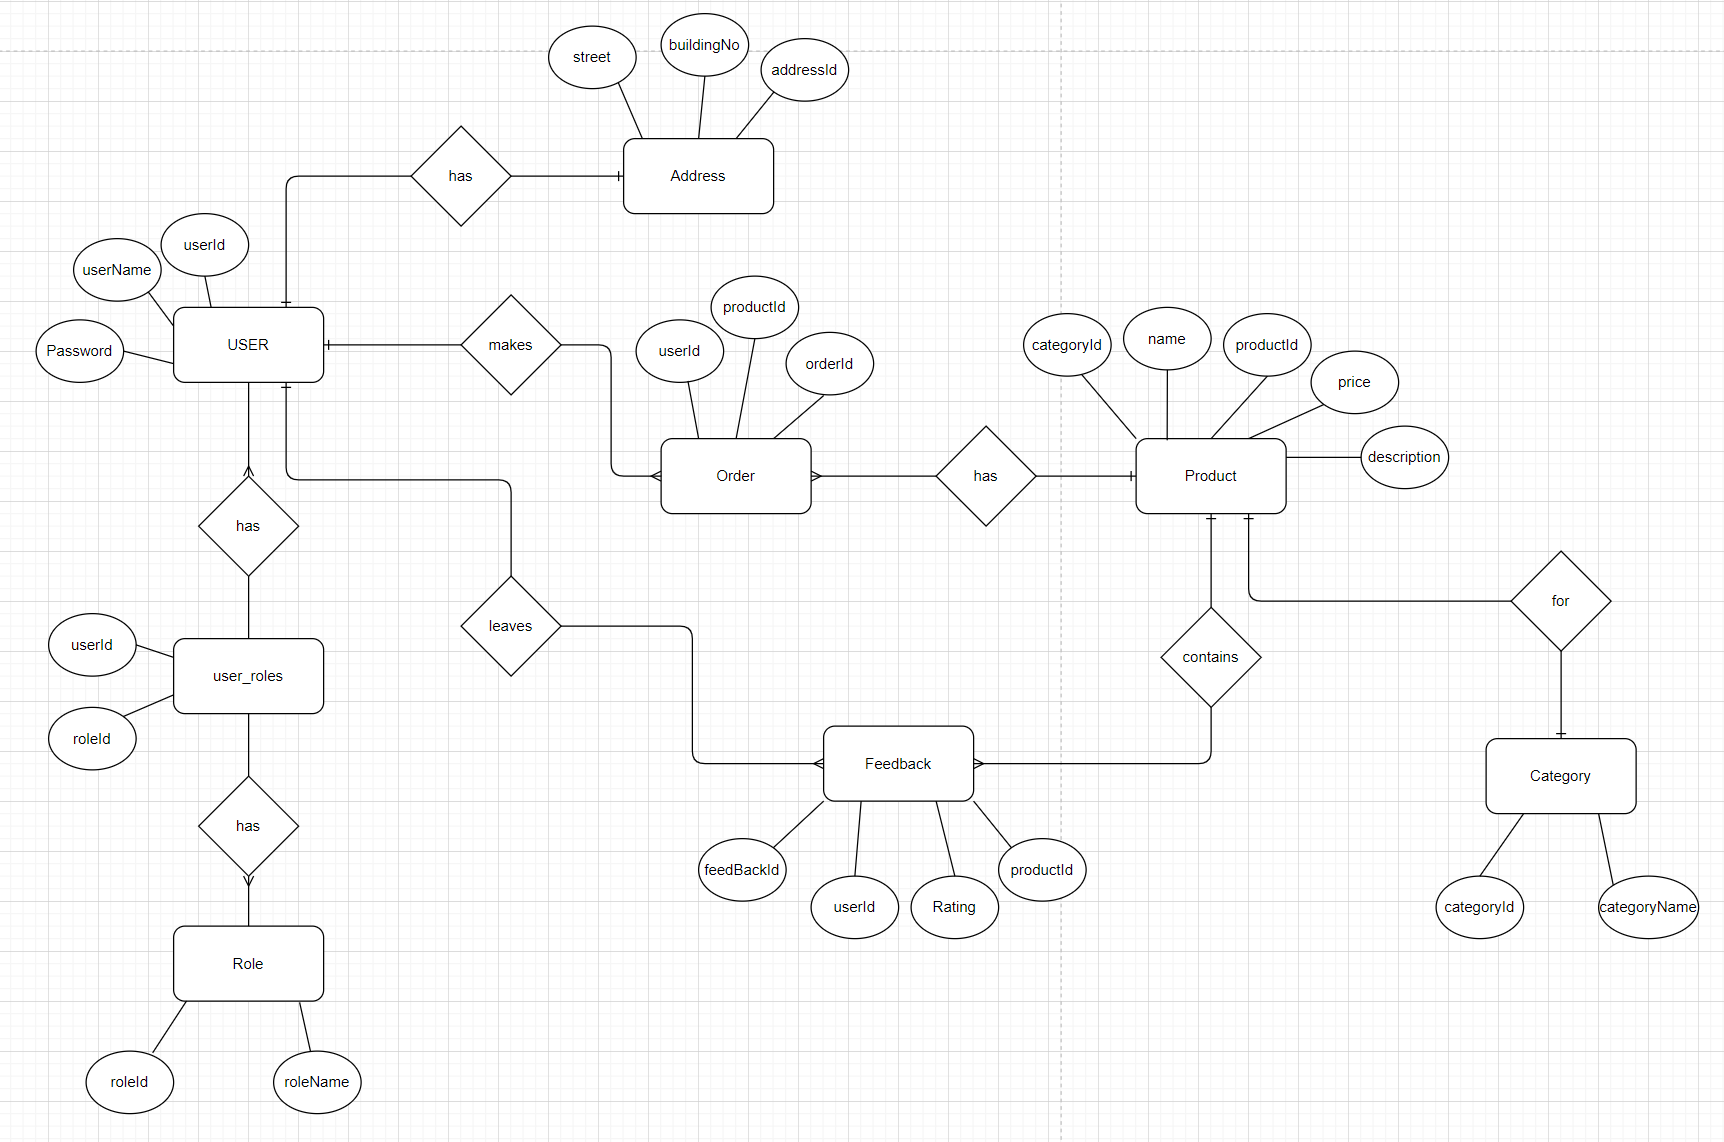 street
buildingNo
addressId
has
Address
userName
userId
Password
USER
makes
userId
productId
orderId
categoryId
name
productId
price
description
Order
has
Product
has
leaves
for
contains
userId
user_roles
roleId
Feedback
Category
has
feedBackId
userId
Rating
productId
categoryId
categoryName
Role
roleId
roleName